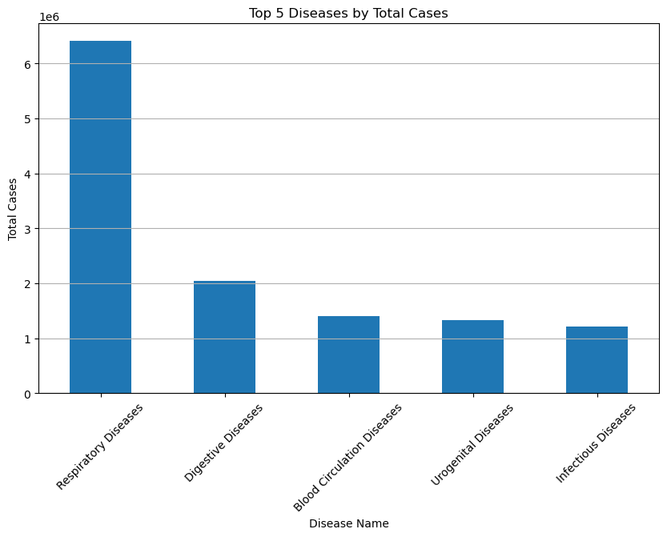 Top 5 Diseases by Total Cases
1e6
6
5
4
3
2
1
0
Total Cases
Respiratory Diseases
Digestive Diseases
Blood Circulation Diseases
Urogenital Diseases
Infectious Diseases
Disease Name